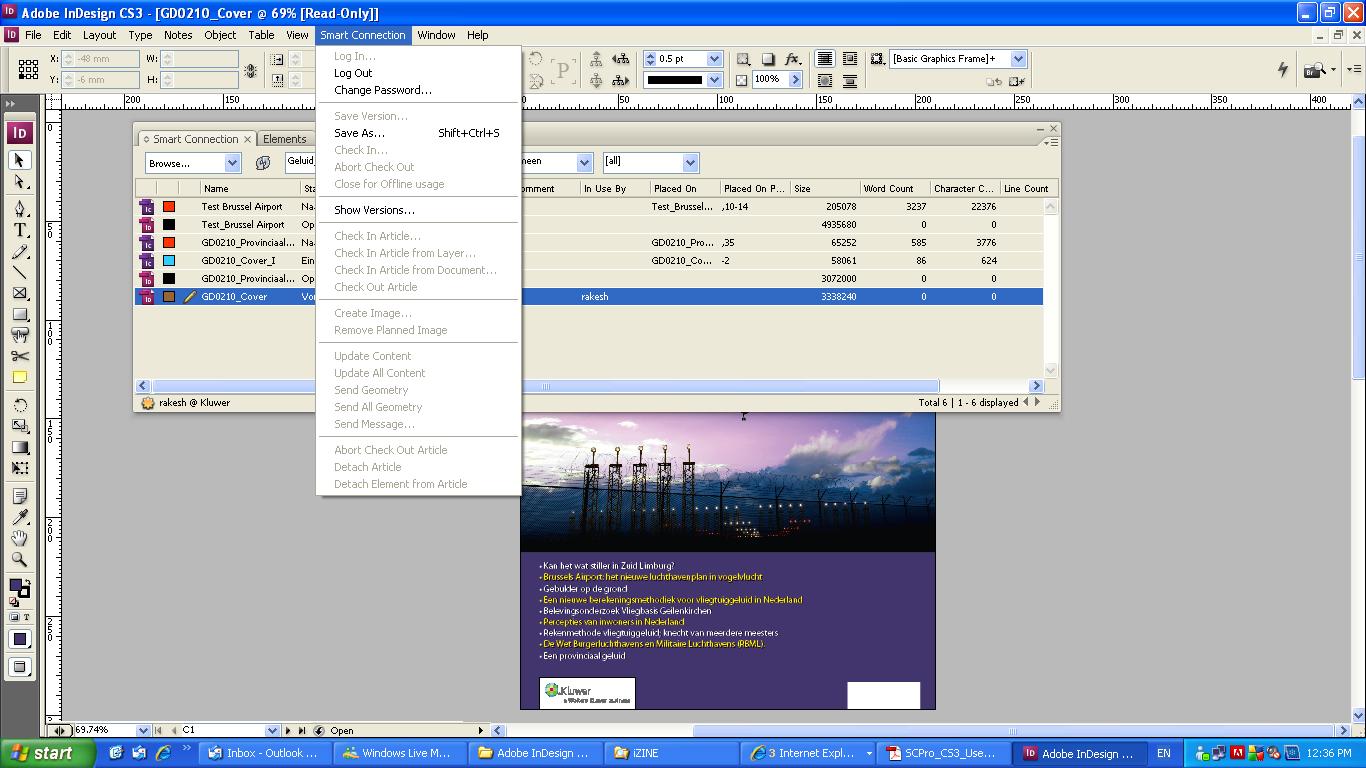 Adobe InDesign CS3 - [GD0210_Cover @ 69% [Read-Only]]
File Edit Layout Type Notes Object Table View Smart Connection Window Help
X: -48 mm W: 0.5 pt [Basic Graphics Frame]+
Y: -6 mm H: 100%
200 150 0 50 100 150 200 250 300 350 400
Log In...
Log Out
Change Password...
Save Version...
Save As... Shift+Ctrl+S
Check In...
Abort Check Out
Close for Offline usage
Show Versions...
Check In Article...
Check In Article from Layer...
Check In Article from Document...
Check Out Article
Create Image...
Remove Planned Image
Update Content
Update All Content
Send Geometry
Send All Geometry
Send Message...
Abort Check Out Article
Detach Article
Detach Element from Article
Smart Connection Elements
Browse... Geluid, meen [all]
Name Sta omment In Use By Placed On Placed On P... Size Word Count Character C... Line Count
Test Brussel Airport Na- Test_Brussel... ,10-14 205078 3237 22376
Test_Brussel Airport Op 4935680 0 0
GD0210_Provinciaal... Na- GD0210_Pro... ,35 65252 585 3776
GD0210_Cover_I Ein GD0210_Co... -2 58061 86 624
GD0210_Provinciaal... Op 3072000 0 0
GD0210_Cover Vor rakesh 3338240 0 0
rakesh @ Kluwer Total 6 | 1 - 6 displayed
• Kan het wat stiller in Zuid Limburg?
• Brussels Airport: het nieuwe luchthavenplan in vogelvlucht
• Gebulder op de grond
• Een nieuwe berekeningsmethodiek voor vliegtuiggeluid in Nederland
• Belevingsonderzoek Vliegbasis Geilenkirchen
• Percepties van inwoners in Nederland
• Rekenmethode vliegtuiggeluid; knecht van meerdere meesters
• De Wet Burgerluchthavens en Militaire Luchthavens (RBML).
• Een provinciaal geluid
Kluwer
a Wolters Kluwer business
69.74% C1 Open
start Inbox - Outlook ... Windows Live M... Adobe InDesign ... iZINE 3 Internet Expl... SCPro_CS3_Use... Adobe InDesign ... EN 12:36 PM